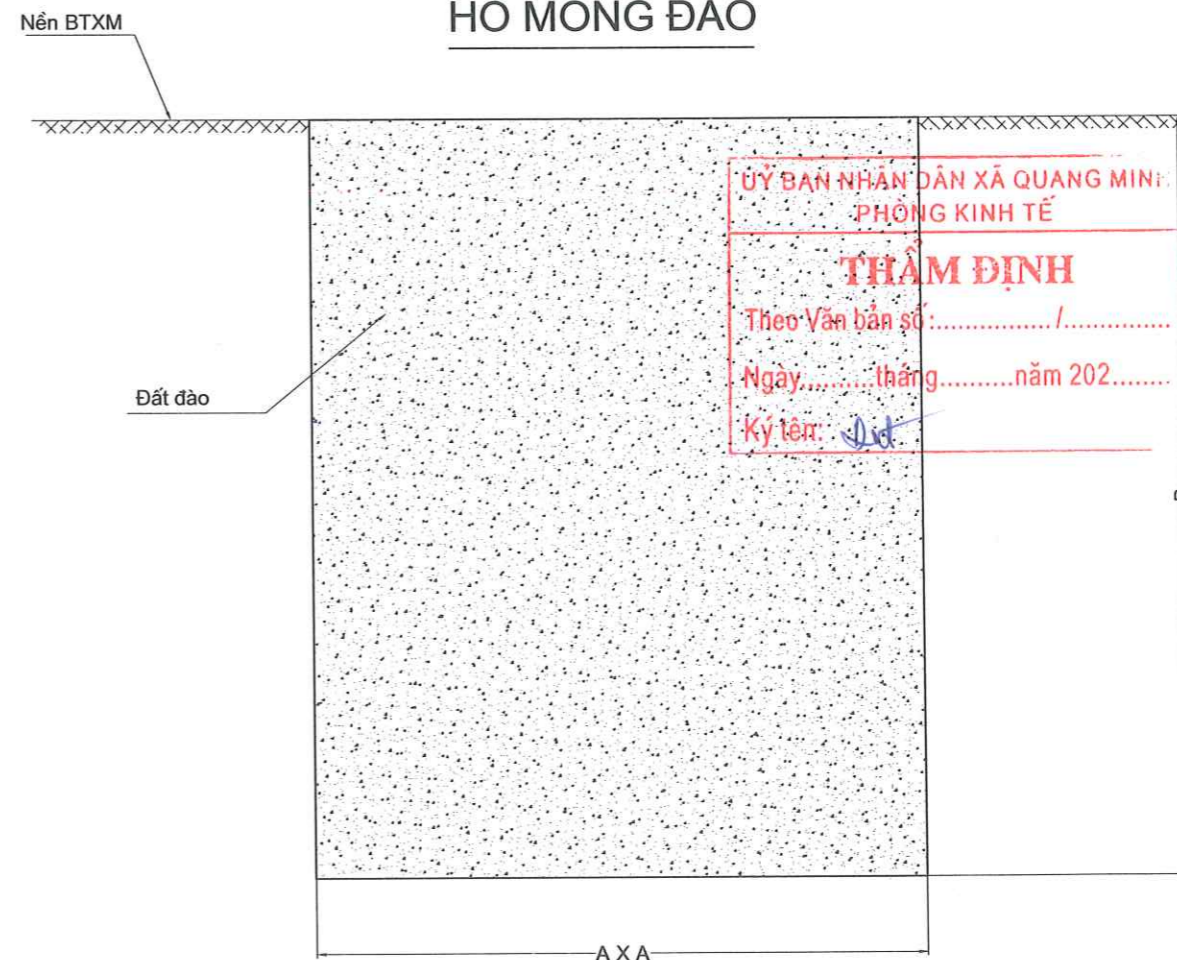 Nền BTXM
HỐ MÓNG ĐÀO
UỶ BAN NHÂN DÂN XÃ QUANG MINH
PHÒNG KINH TẾ
THẨM ĐỊNH
Theo Văn bản số:................/...............
Ngày..........tháng..........năm 202........
Đất đào
Ký tên:
A X A